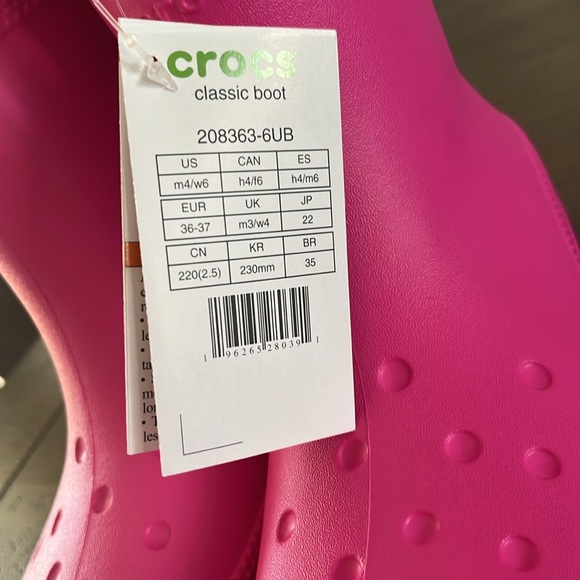 crocs
classic boot
208363-6UB
US CAN ES
m4/w6 h4/f6 h4/m6
EUR UK JP
36-37 m3/w4 22
CN KR BR
220(2.5) 230mm 35
1 96265 28039 1